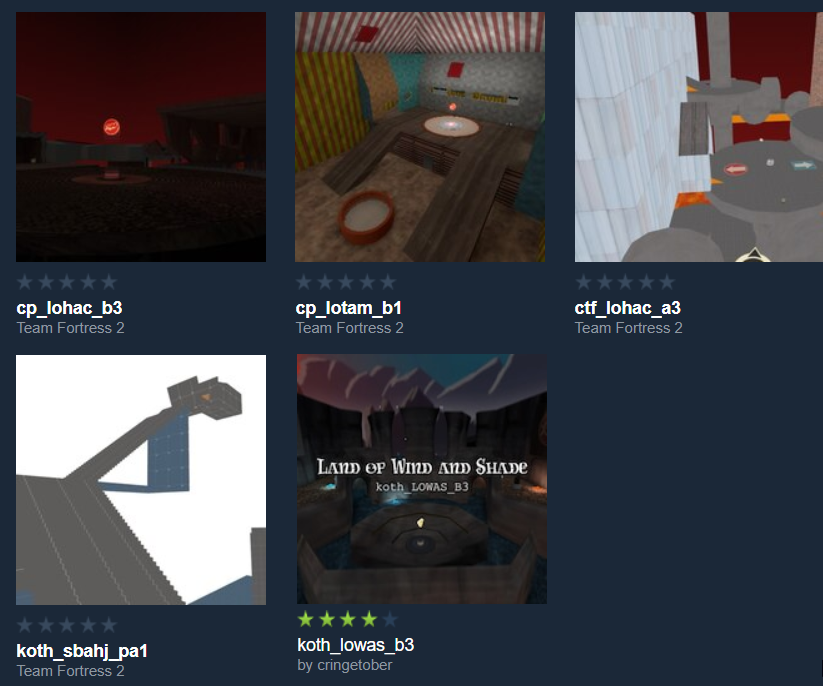 cp_lohac_b3
Team Fortress 2
cp_lotam_b1
Team Fortress 2
ctf_lohac_a3
Team Fortress 2
Land of Wind and Shade
koth_LOWAS_B3
koth_sbahj_pa1
Team Fortress 2
koth_lowas_b3
by cringetober